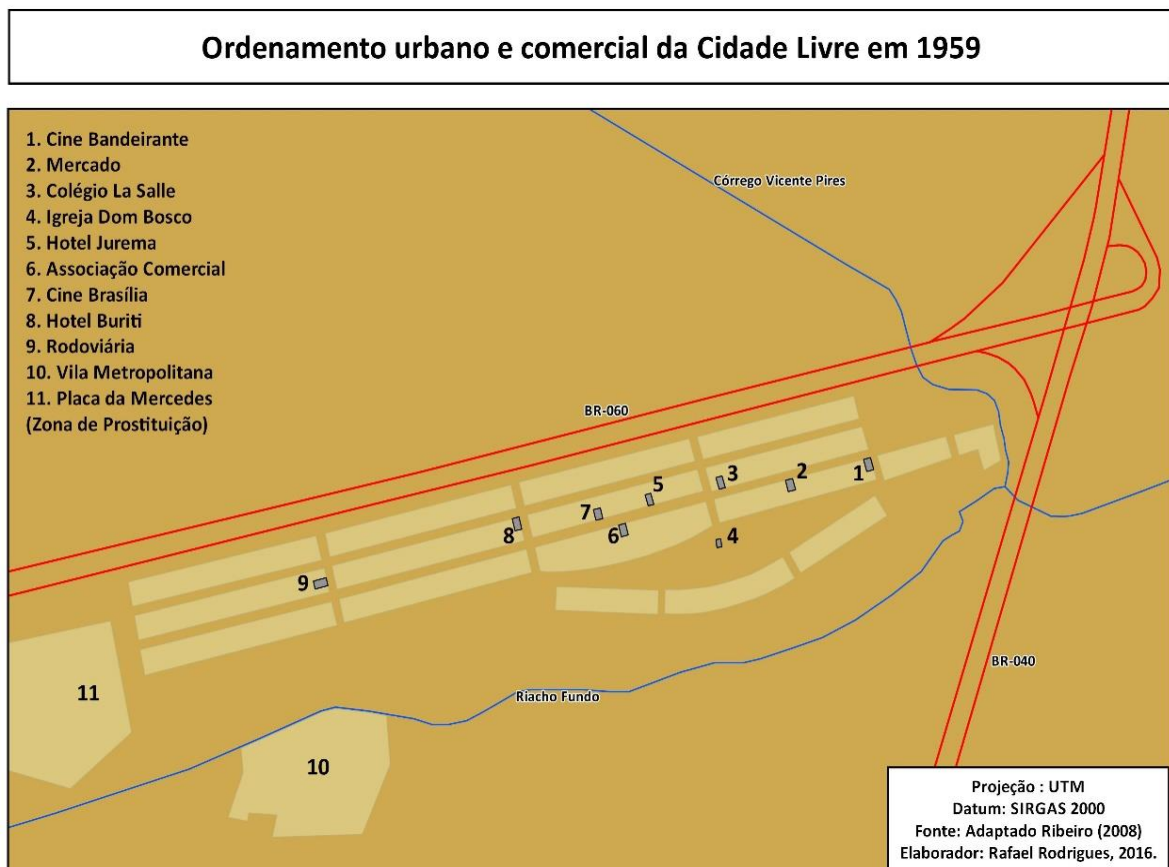 Ordenamento urbano e comercial da Cidade Livre em 1959
1. Cine Bandeirante
2. Mercado
3. Colégio La Salle
4. Igreja Dom Bosco
5. Hotel Jurema
6. Associação Comercial
7. Cine Brasília
8. Hotel Buriti
9. Rodoviária
10. Vila Metropolitana
11. Placa da Mercedes
(Zona de Prostituição)
Córrego Vicente Pires
BR-060
1
2
3
5
7
6
8
4
9
BR-040
11
Riacho Fundo
10
Projeção : UTM
Datum: SIRGAS 2000
Fonte: Adaptado Ribeiro (2008)
Elaborador: Rafael Rodrigues, 2016.